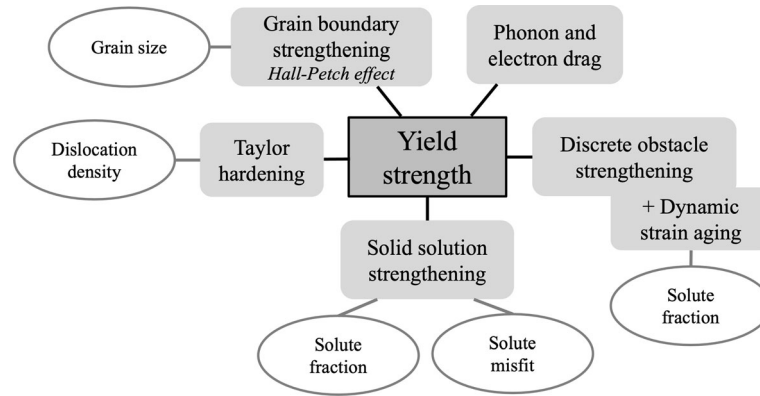 Grain size
Grain boundary
strengthening
Hall-Petch effect
Phonon and
electron drag
Dislocation
density
Taylor
hardening
Yield
strength
Discrete obstacle
strengthening
+ Dynamic
strain aging
Solid solution
strengthening
Solute
fraction
Solute
misfit
Solute
fraction